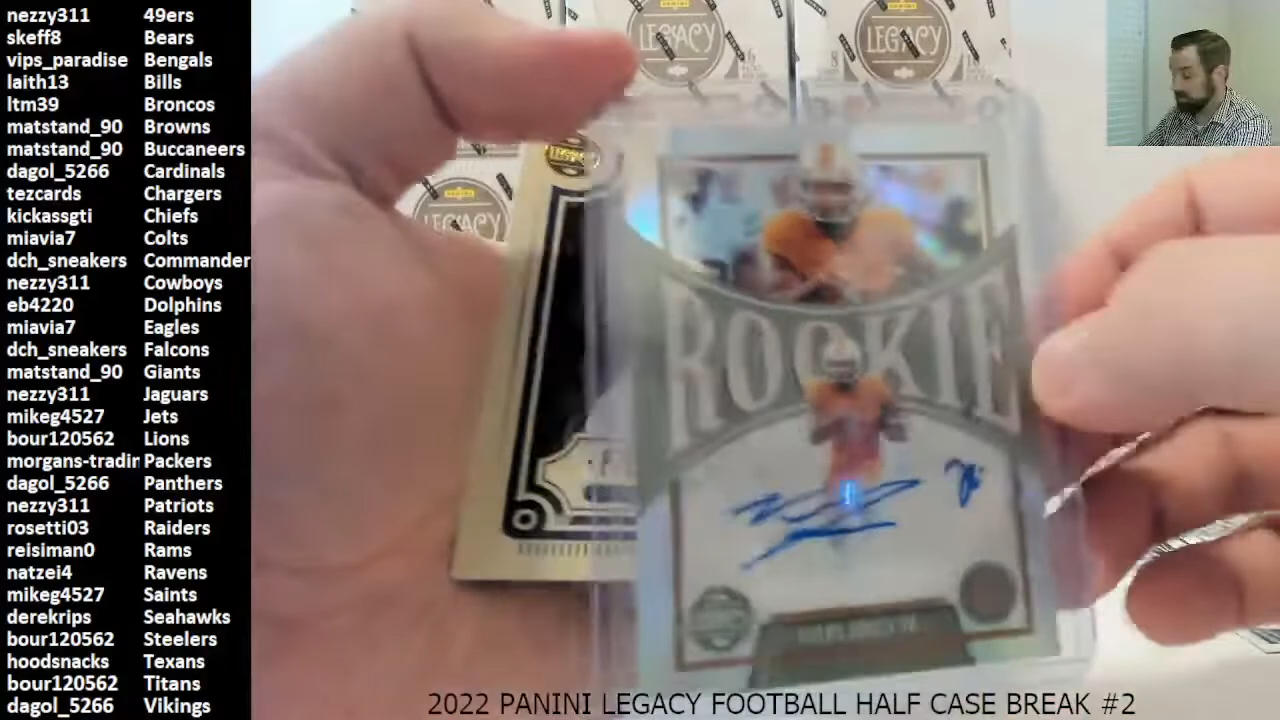 nezzy311 49ers
skeff8 Bears
vips_paradise Bengals
laith13 Bills
ltm39 Broncos
matstand_90 Browns
matstand_90 Buccaneers
dagol_5266 Cardinals
tezcards Chargers
kickassgti Chiefs
miavia7 Colts
dch_sneakers Commander
nezzy311 Cowboys
eb4220 Dolphins
miavia7 Eagles
dch_sneakers Falcons
matstand_90 Giants
nezzy311 Jaguars
mikeg4527 Jets
bour120562 Lions
morgans-tradin Packers
dagol_5266 Panthers
nezzy311 Patriots
rosetti03 Raiders
reisiman0 Rams
natzei4 Ravens
mikeg4527 Saints
derekrips Seahawks
bour120562 Steelers
hoodsnacks Texans
bour120562 Titans
dagol_5266 Vikings
LEGACY
LEGACY
LEGACY
LEGACY
ROOKIE
2022 PANINI LEGACY FOOTBALL HALF CASE BREAK #2